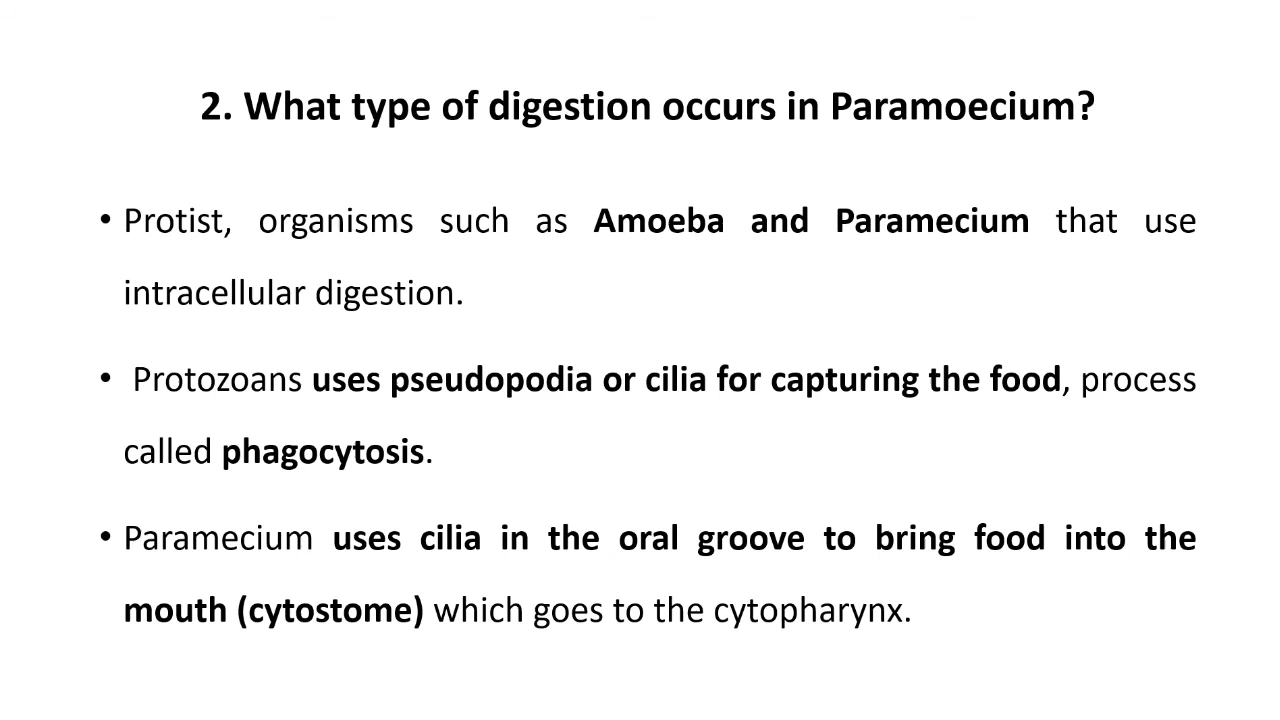 2. What type of digestion occurs in Paramoecium?
• Protist, organisms such as Amoeba and Paramecium that use
intracellular digestion.
• Protozoans uses pseudopodia or cilia for capturing the food, process
called phagocytosis.
• Paramecium uses cilia in the oral groove to bring food into the
mouth (cytostome) which goes to the cytopharynx.